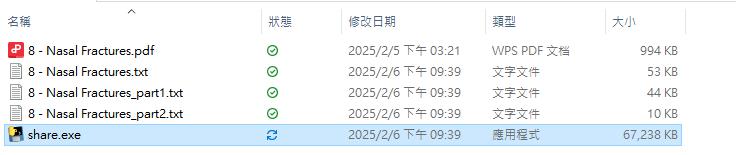 名稱 狀態 修改日期 類型 大小
8 - Nasal Fractures.pdf 2025/2/5 下午 03:21 WPS PDF 文档 994 KB
8 - Nasal Fractures.txt 2025/2/6 下午 09:39 文字文件 53 KB
8 - Nasal Fractures_part1.txt 2025/2/6 下午 09:39 文字文件 44 KB
8 - Nasal Fractures_part2.txt 2025/2/6 下午 09:39 文字文件 10 KB
share.exe 2025/2/6 下午 09:39 應用程式 67,238 KB